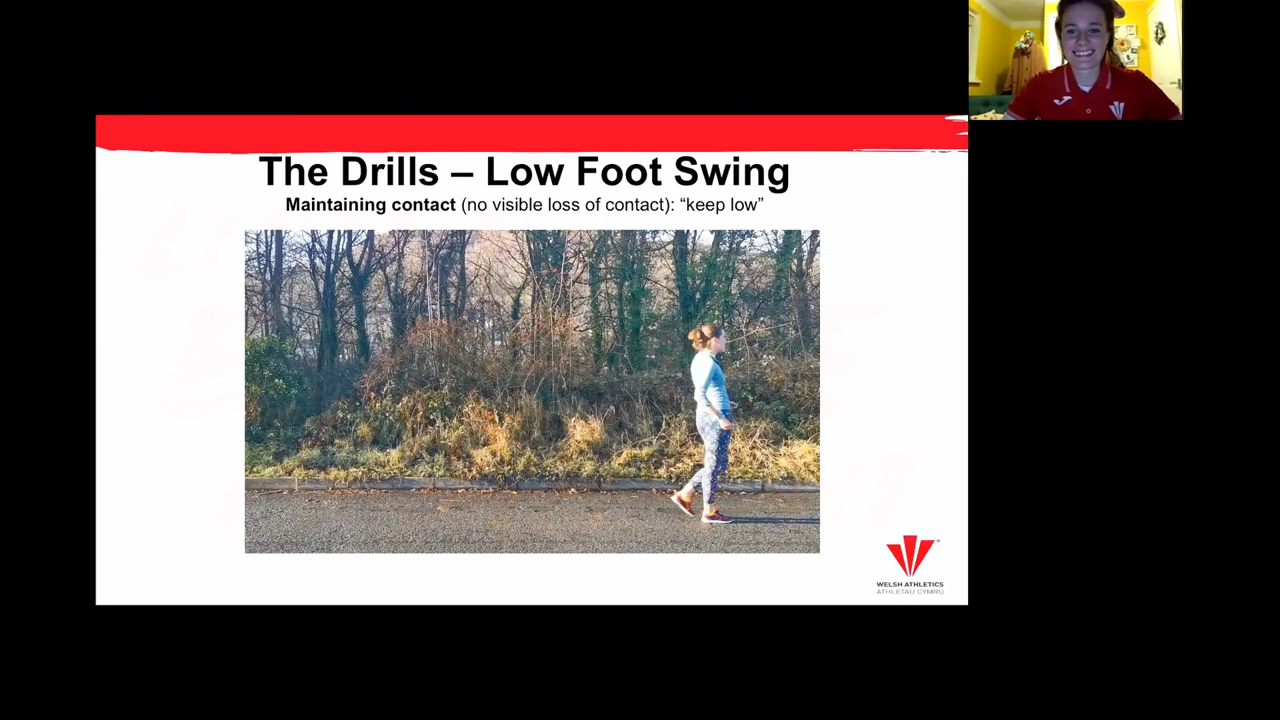 The Drills – Low Foot Swing
Maintaining contact (no visible loss of contact): “keep low”
WELSH ATHLETICS
ATHLETAU CYMRU